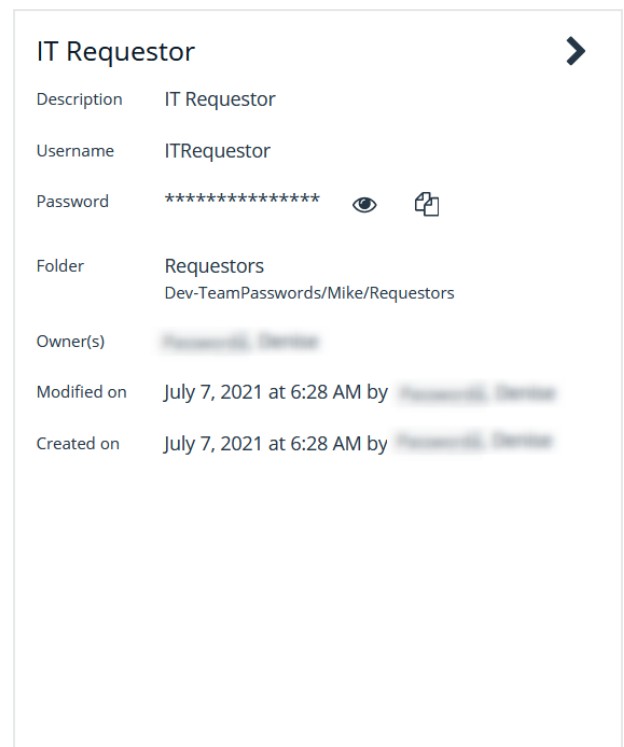 IT Requestor
Description IT Requestor
Username ITRequestor
Password ***************
Folder Requestors
Dev-TeamPasswords/Mike/Requestors
Owner(s)
Modified on July 7, 2021 at 6:28 AM by
Created on July 7, 2021 at 6:28 AM by